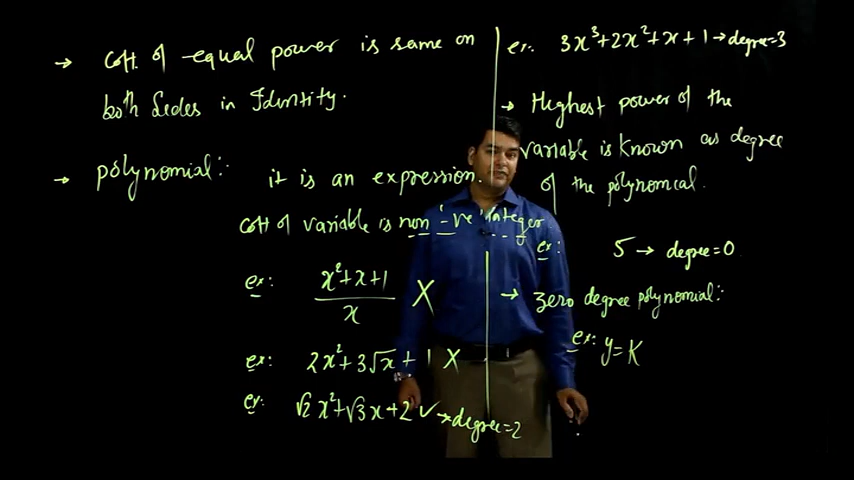 → Coff. of equal power is same on
both Sides in Identity.
→ polynomial:- it is an expression.
Coff of variable is non '-ve' integer.
ex: x²+x+1/x X
ex: 2x²+3√x+1 X
ex: √2x²+√3x+2 ✓→degree=2
ex: 3x³+2x²+x+1→degree=3
→ Highest power of the
variable is known as degree
of the polynomial.
ex: 5 → degree=0
→ zero degree polynomial:-
ex: y=K